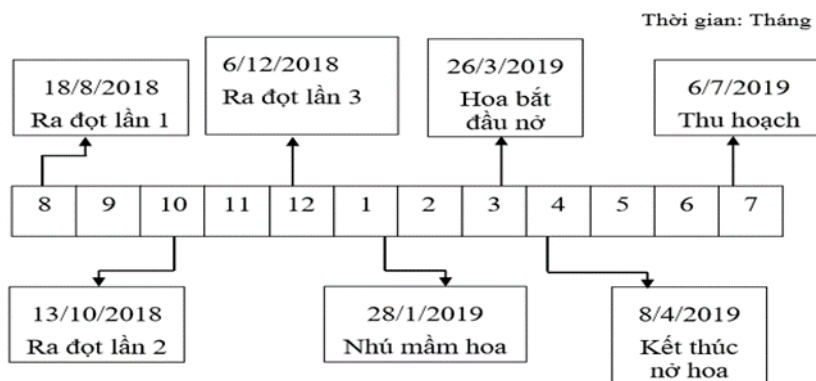 Thời gian: Tháng
18/8/2018
Ra đọt lần 1
6/12/2018
Ra đọt lần 3
26/3/2019
Hoa bắt
đầu nở
6/7/2019
Thu hoạch
8 9 10 11 12 1 2 3 4 5 6 7
13/10/2018
Ra đọt lần 2
28/1/2019
Nhú mầm hoa
8/4/2019
Kết thúc
nở hoa